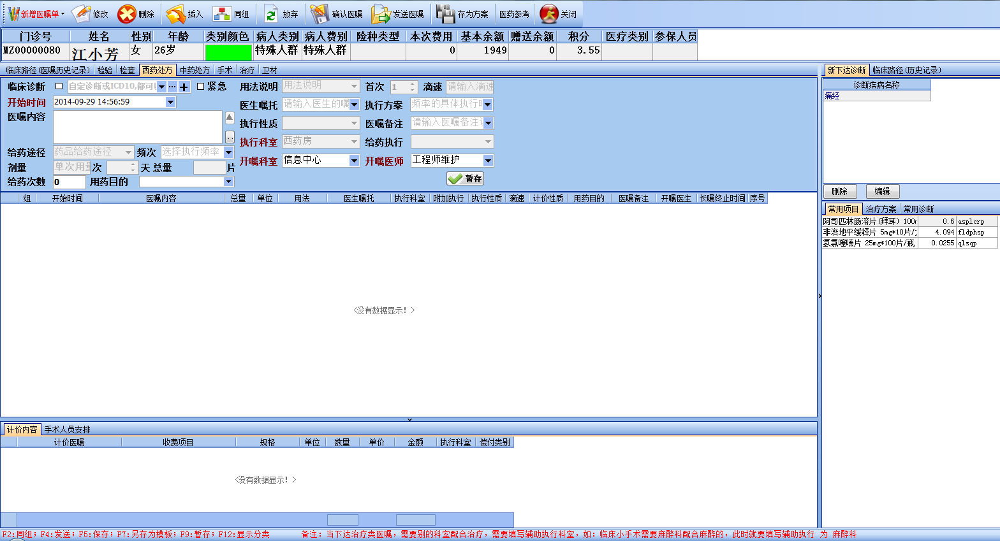 新增医嘱单 修改 删除 插入 同组 放弃 确认医嘱 发送医嘱 存为方案 医药参考 关闭
门诊号 姓名 性别 年龄 类别颜色 病人类别 病人费别 险种类型 本次费用 基本余额 赠送余额 积分 医疗类别 参保人员
MZ00000080 江小芳 女 26岁 特殊人群 特殊人群 0 1949 0 3.55
临床路径(医嘱历史记录) 检验 检查 西药处方 中药处方 手术 治疗 卫材
临床诊断 自定诊断或ICD10,都可 ... 紧急 用法说明 用法说明 首次 1 滴速 请输入滴速
开始时间 2014-09-29 14:56:59 医生嘱托 请输入医生的嘱 执行方案 频率的具体执行时
医嘱内容 执行性质 医嘱备注 请输入医嘱备注
执行科室 西药房 给药执行
给药途径 药品给药途径 频次 选择执行频率 开嘱科室 信息中心 开嘱医师 工程师维护
剂量 单次用量 次 天 总量 片
给药次数 0 用药目的 暂存
组 开始时间 医嘱内容 总量 单位 用法 医生嘱托 执行科室 附加执行 执行性质 滴速 计价性质 用药目的 医嘱备注 开嘱医生 长嘱终止时间 序号
<没有数据显示! >
新下达诊断 临床路径(历史记录)
诊断疾病名称
痛经
删除 编辑
常用项目 治疗方案 常用诊断
阿司匹林肠溶片(拜耳) 100 0.6 asplcrp
非洛地平缓释片 5mg*10片/ 4.094 fldphsp
氢氯噻嗪片 25mg*100片/瓶 0.0255 qlsqp
计价内容 手术人员安排
计价医嘱 收费项目 规格 单位 数量 单价 金额 执行科室 偿付类别
<没有数据显示! >
F2:同组；F4:发送；F5:保存；F7:另存为模板；F9:暂存；F12:显示分类 备注: 当下达治疗类医嘱，需要别的科室配合治疗，需要填写辅助执行科室，如: 临床小手术需要麻醉科配合麻醉的，此时就要填写辅助执行 为 麻醉科